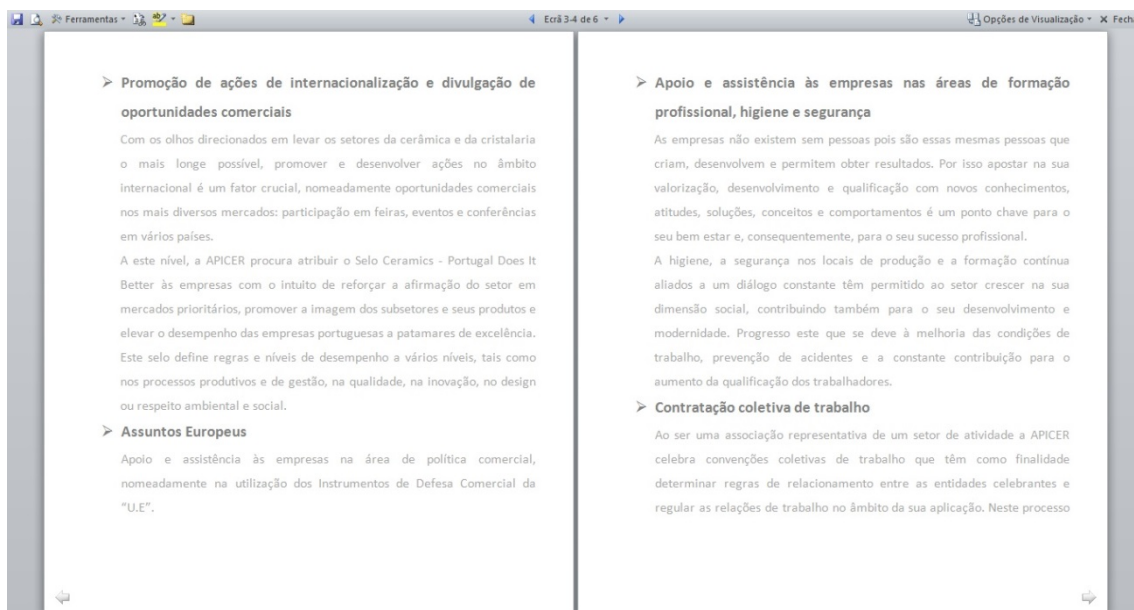 Ferramentas
Ecrã 3-4 de 6
Opções de Visualização
Fech
Promoção de ações de internacionalização e divulgação de
oportunidades comerciais
Com os olhos direcionados em levar os setores da cerâmica e da cristalaria
o mais longe possível, promover e desenvolver ações no âmbito
internacional é um fator crucial, nomeadamente oportunidades comerciais
nos mais diversos mercados: participação em feiras, eventos e conferências
em vários países.
A este nível, a APICER procura atribuir o Selo Ceramics - Portugal Does It
Better às empresas com o intuito de reforçar a afirmação do setor em
mercados prioritários, promover a imagem dos subsetores e seus produtos e
elevar o desempenho das empresas portuguesas a patamares de excelência.
Este selo define regras e níveis de desempenho a vários níveis, tais como
nos processos produtivos e de gestão, na qualidade, na inovação, no design
ou respeito ambiental e social.
Assuntos Europeus
Apoio e assistência às empresas na área de política comercial,
nomeadamente na utilização dos Instrumentos de Defesa Comercial da
“U.E”.
Apoio e assistência às empresas nas áreas de formação
profissional, higiene e segurança
As empresas não existem sem pessoas pois são essas mesmas pessoas que
criam, desenvolvem e permitem obter resultados. Por isso apostar na sua
valorização, desenvolvimento e qualificação com novos conhecimentos,
atitudes, soluções, conceitos e comportamentos é um ponto chave para o
seu bem estar e, consequentemente, para o seu sucesso profissional.
A higiene, a segurança nos locais de produção e a formação contínua
aliados a um diálogo constante têm permitido ao setor crescer na sua
dimensão social, contribuindo também para o seu desenvolvimento e
modernidade. Progresso este que se deve à melhoria das condições de
trabalho, prevenção de acidentes e a constante contribuição para o
aumento da qualificação dos trabalhadores.
Contratação coletiva de trabalho
Ao ser uma associação representativa de um setor de atividade a APICER
celebra convenções coletivas de trabalho que têm como finalidade
determinar regras de relacionamento entre as entidades celebrantes e
regular as relações de trabalho no âmbito da sua aplicação. Neste processo